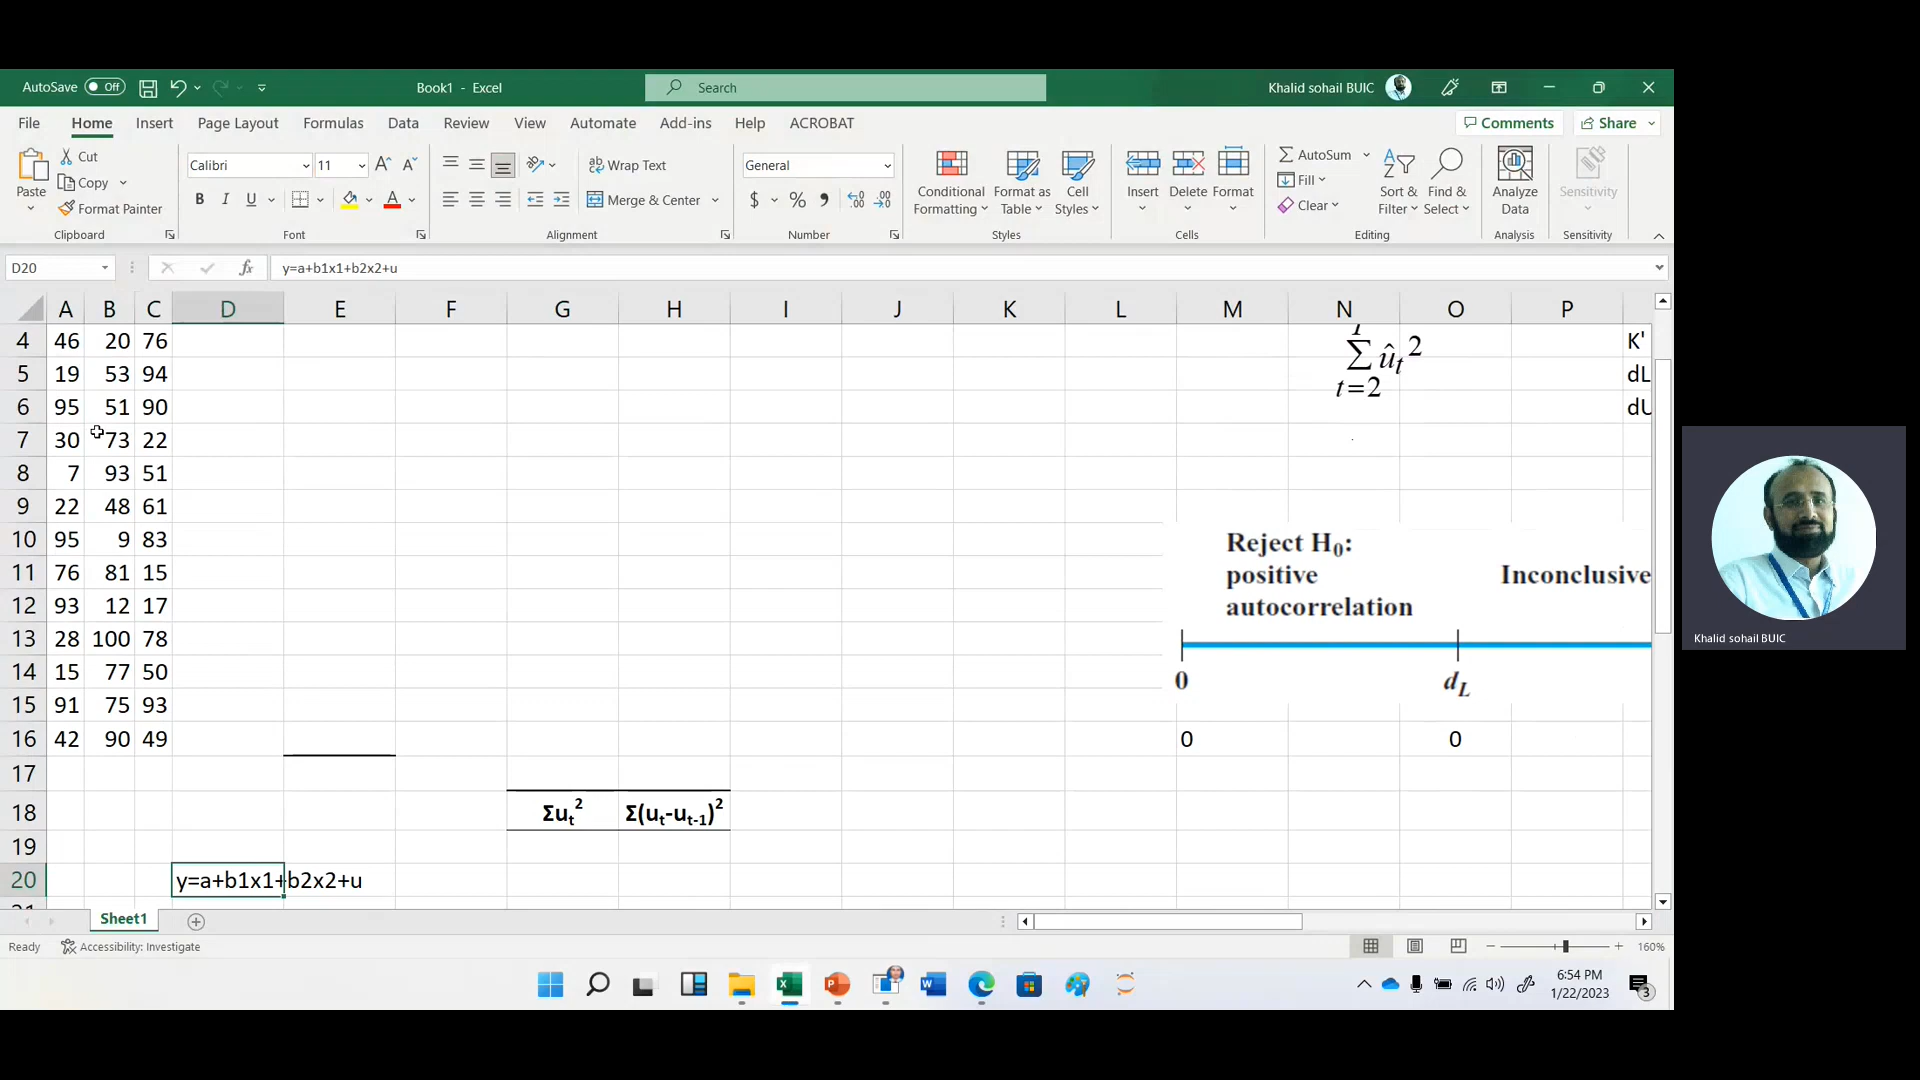 AutoSave Off Book1 - Excel Search Khalid sohail BUIC
File Home Insert Page Layout Formulas Data Review View Automate Add-ins Help ACROBAT Comments Share
Paste Cut Copy Format Painter Clipboard
Calibri 11 A A B I U A Font
ab Wrap Text Merge & Center Alignment
General $ % , Number
Conditional Formatting Format as Table Cell Styles Styles
Insert Delete Format Cells
AutoSum Fill Clear Sort & Filter Find & Select Editing
Analyze Data Analysis
Sensitivity Sensitivity
D20 fx y=a+b1x1+b2x2+u
A B C D E F G H I J K L M N O P
4 46 20 76 K'
5 19 53 94 dL
6 95 51 90 dU
Σ û_t 2
t=2
7 30 73 22
8 7 93 51
9 22 48 61
10 95 9 83
11 76 81 15
12 93 12 17
13 28 100 78
14 15 77 50
15 91 75 93
16 42 90 49 0 0
Reject H₀:
positive Inconclusive
autocorrelation
0 d_L
17
18 Σu_t² Σ(u_t-u_t-1)²
19
20 y=a+b1x1+b2x2+u
Sheet1
Ready Accessibility: Investigate 160%
6:54 PM
1/22/2023 3
Khalid sohail BUIC